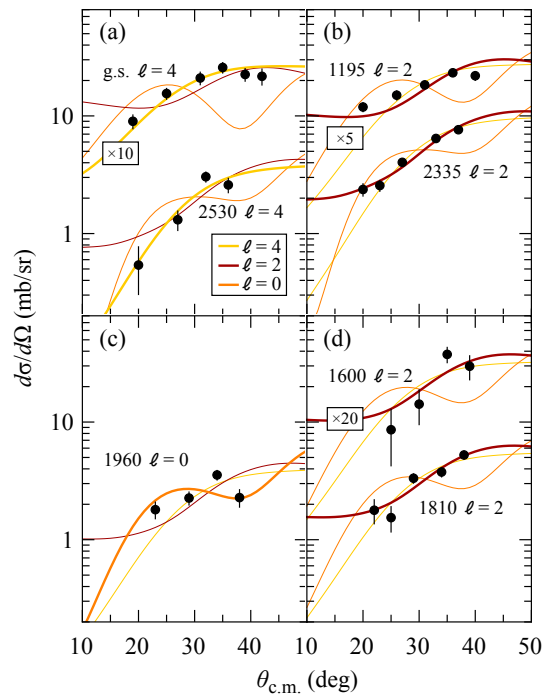 (a)
g.s. ℓ = 4
×10
2530 ℓ = 4
ℓ = 4
ℓ = 2
ℓ = 0
(b)
1195 ℓ = 2
×5
2335 ℓ = 2
(c)
1960 ℓ = 0
(d)
1600 ℓ = 2
×20
1810 ℓ = 2
10
1
10
1
dσ/dΩ (mb/sr)
10 20 30 40 10 20 30 40 50
θc.m. (deg)